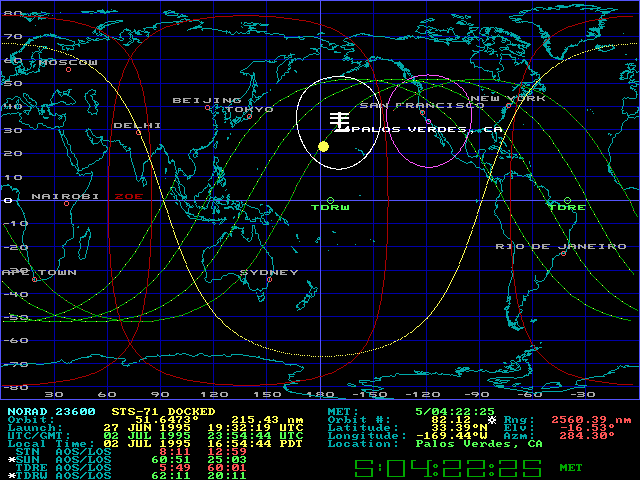 80
70
60
50
40
30
20
10
0
-10
-20
-30
-40
-50
-60
-70
-80
MOSCOW
BEIJING
TOKYO
SAN FRANCISCO
NEW YORK
DELHI
PALOS VERDES, CA
NAIROBI
ZOE
TDRW
TDRE
RIO DE JANEIRO
CAPE TOWN
SYDNEY
30 60 90 120 150 -180 -150 -120 -90 -60 -30
NORAD 23600 STS-71 DOCKED
Orbit: 51.6473° 215.43 nm
Launch: 27 JUN 1995 19:32:19 UTC
UTC/GMT: 02 JUL 1995 23:54:44 UTC
Local Time: 02 JUL 1995 16:54:44 PDT
STN AOS/LOS 8:11 12:59
*SUN AOS/LOS 60:51 25:03
TDRE AOS/LOS 5:49 60:01
*TDRW AOS/LOS 62:11 20:11
MET: 5/04:22:25
Orbit #: 83.12 Rng: 2560.39 nm
Latitude: 33.39°N Elv: -16.53°
Longitude: -169.44°W Azm: 284.30°
Location: Palos Verdes, CA
5:04:22:25 MET